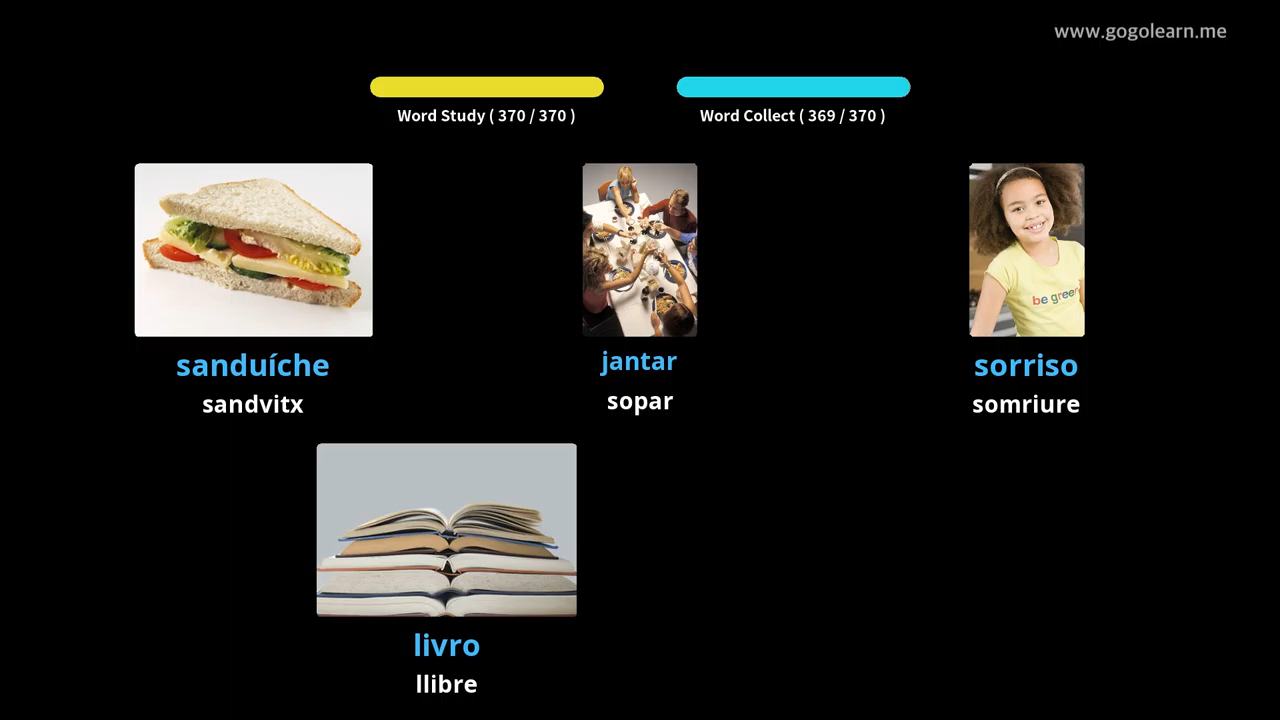 www.gogolearn.me
Word Study ( 370 / 370 )
Word Collect ( 369 / 370 )
be green
sanduíche
jantar
sorriso
sandvitx
sopar
somriure
livro
llibre